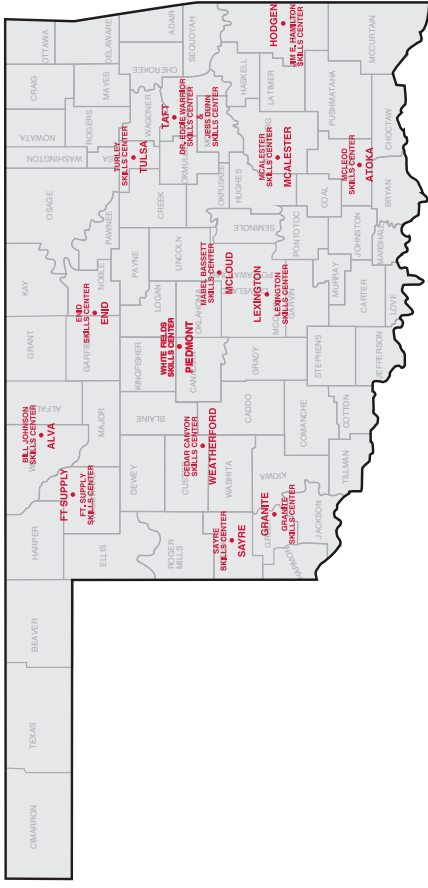 CIMARRON
TEXAS
BEAVER
HARPER
BILL JOHNSON
SKILLS CENTER
ALVA
GRANT
KAY
OSAGE
NOWATA
CRAIG
OTTAWA
WASHINGTON
ROGERS
MAYES
DELAWARE
FT SUPPLY
FT. SUPPLY
SKILLS CENTER
ELLIS
MAJOR
ENID
SKILLS CENTER
ENID
NOBLE
PAWNEE
TURLEY
SKILLS CENTER
TULSA
DEWEY
BLAINE
KINGFISHER
LOGAN
PAYNE
CREEK
WAGONER
CHEROKEE
ADAIR
ROGER
MILLS
WHITE FIELDS
SKILLS CENTER
PIEDMONT
LINCOLN
TAFT
DR. EDDIE WARRIOR
SKILLS CENTER
&
JESS DUNN
SKILLS CENTER
SEQUOYAH
CEDAR CANYON
SKILLS CENTER
WEATHERFORD
OKLAHOMA
MABEL BASSETT
SKILLS CENTER
MCLOUD
OKFUSKEE
SAYRE
SKILLS CENTER
SAYRE
WASHITA
CADDO
GRADY
SEMINOLE
HUGHES
HASKELL
LEXINGTON
LEXINGTON
SKILLS CENTER
MCALESTER
SKILLS CENTER
MCALESTER
LATIMER
HODGEN
JIM E. HAMILTON
SKILLS CENTER
GRANITE
GRANITE
SKILLS CENTER
KIOWA
COMANCHE
STEPHENS
GARVIN
PONTOTOC
COAL
PUSHMATAHA
MCCURTAIN
JACKSON
TILLMAN
COTTON
JEFFERSON
MURRAY
CARTER
JOHNSTON
MCLEOD
SKILLS CENTER
ATOKA
LOVE
MARSHALL
BRYAN
CHOCTAW